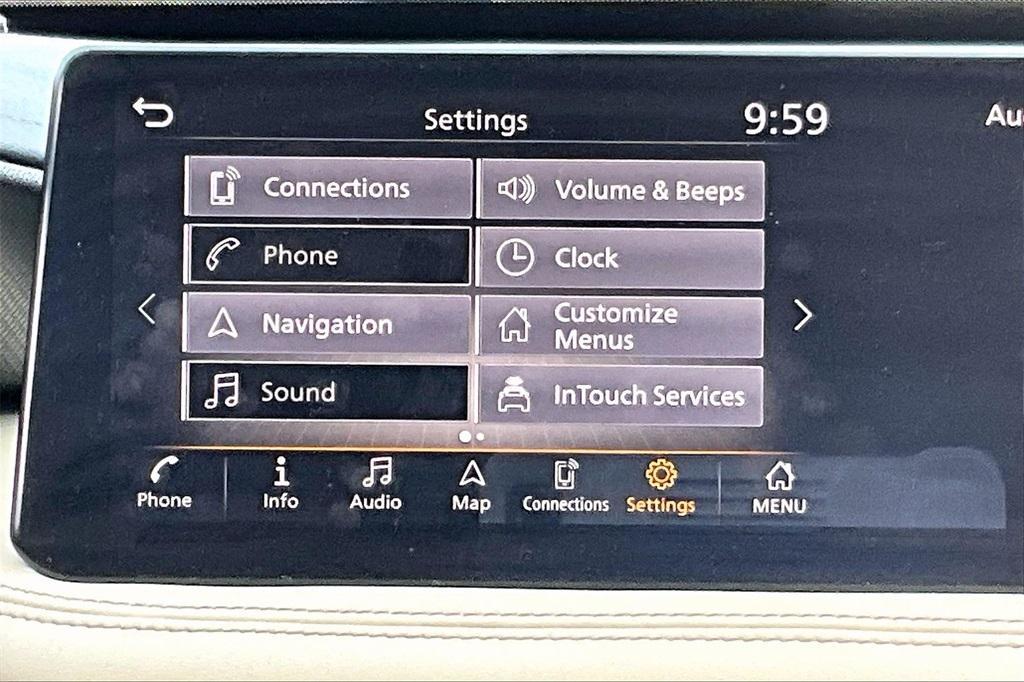 Settings
9:59
Connections
Volume & Beeps
Phone
Clock
Navigation
Customize
Menus
Sound
InTouch Services
Phone
Info
Audio
Map
Connections
Settings
MENU